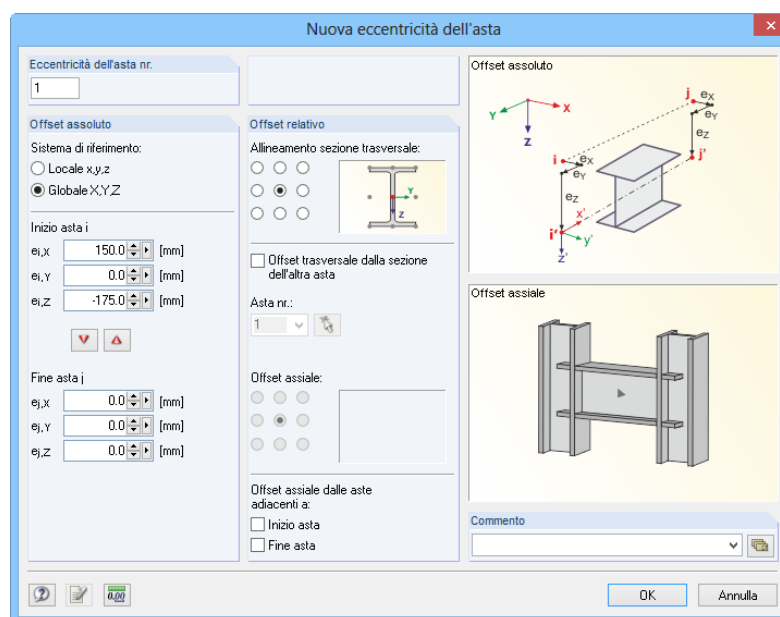 Nuova eccentricità dell'asta
×
Eccentricità dell'asta nr.
1
Offset assoluto
Sistema di riferimento:
Locale x,y,z
Globale X,Y,Z
Inizio asta i
ei,X 150.0 [mm]
ei,Y 0.0 [mm]
ei,Z -175.0 [mm]
Fine asta j
ej,X 0.0 [mm]
ej,Y 0.0 [mm]
ej,Z 0.0 [mm]
Offset relativo
Allineamento sezione trasversale:
Y
Z
Offset trasversale dalla sezione
dell'altra asta
Asta nr.:
1
Offset assiale:
Offset assiale dalle aste
adiacenti a:
Inizio asta
Fine asta
Offset assoluto
Y X
Z
j eX
eY
eZ
j'
i eX
eY
eZ
x'
i' y'
z'
Offset assiale
Commento
0.00
OK
Annulla